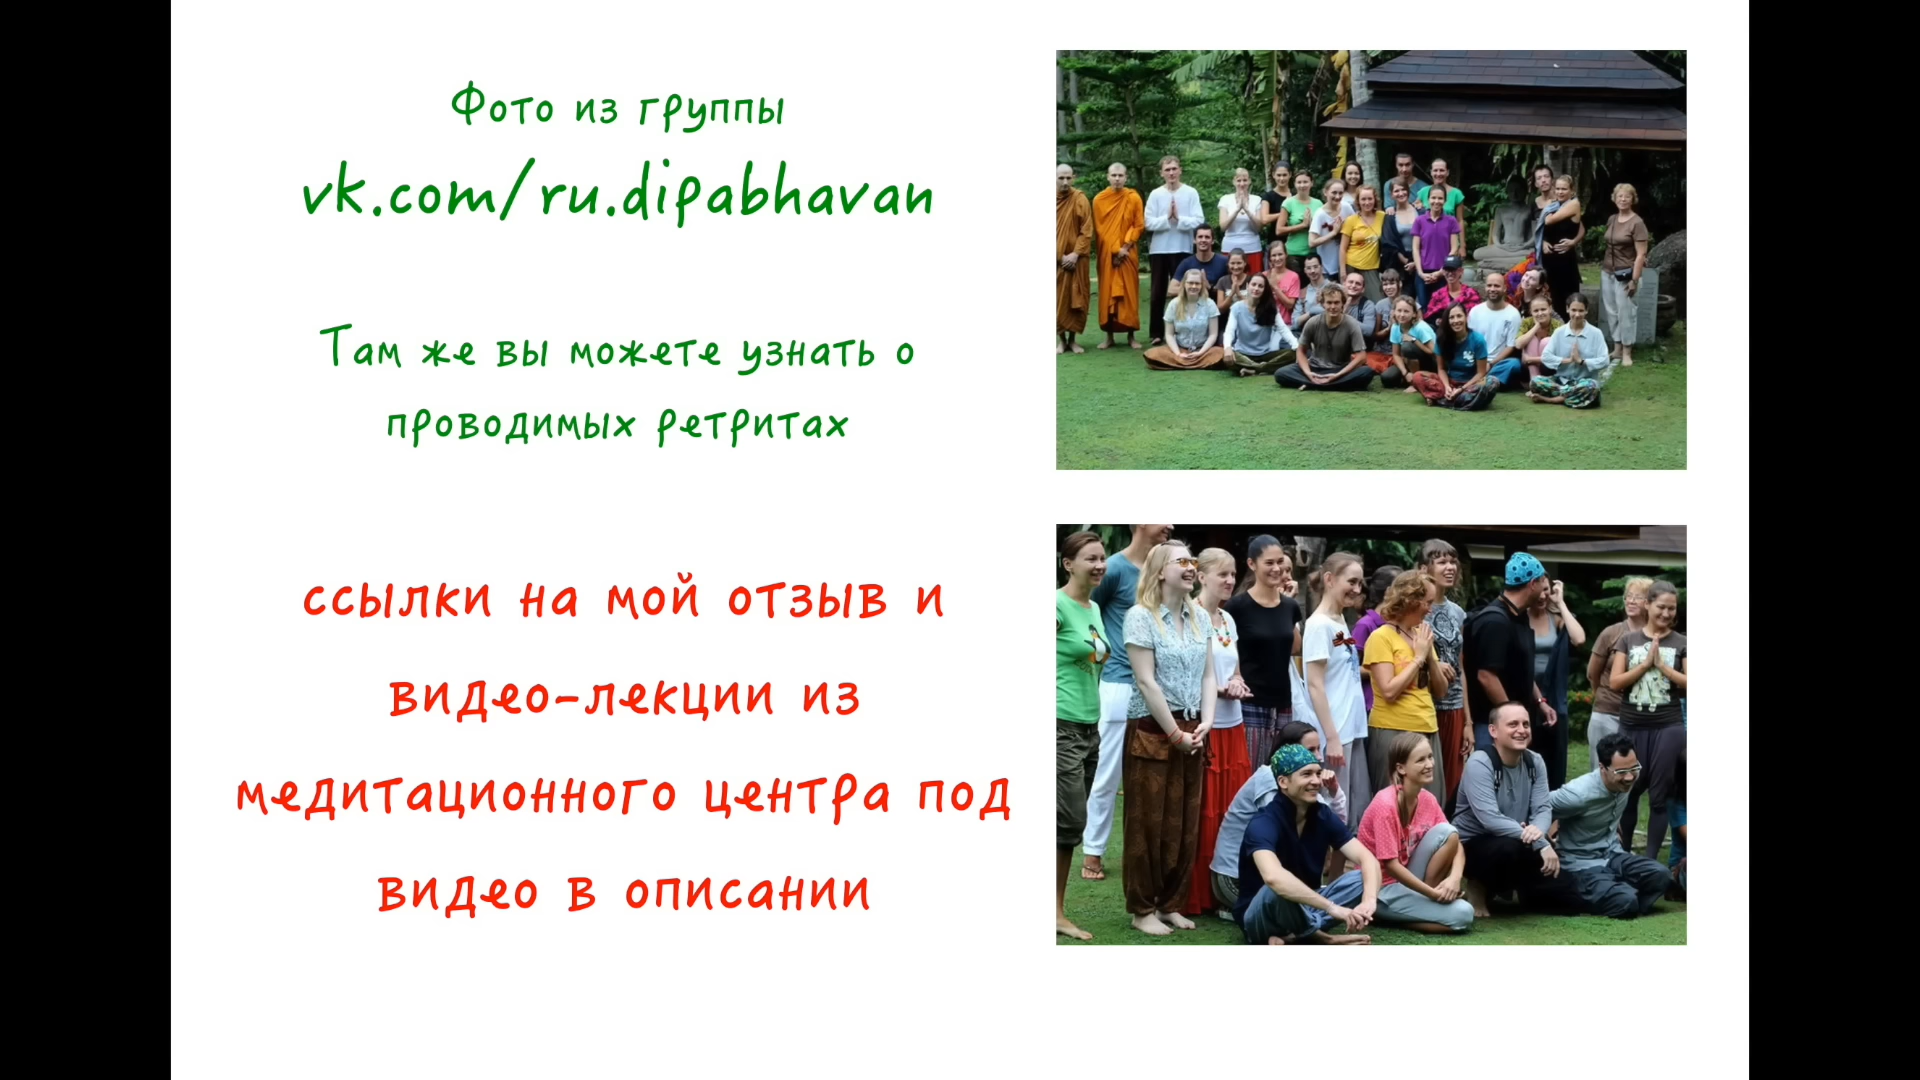 Фото из группы
vk.com/ru.dipabhavan
Там же вы можете узнать о
проводимых ретритах
ссылки на мой отзыв и
видео-лекции из
медитационного центра под
видео в описании